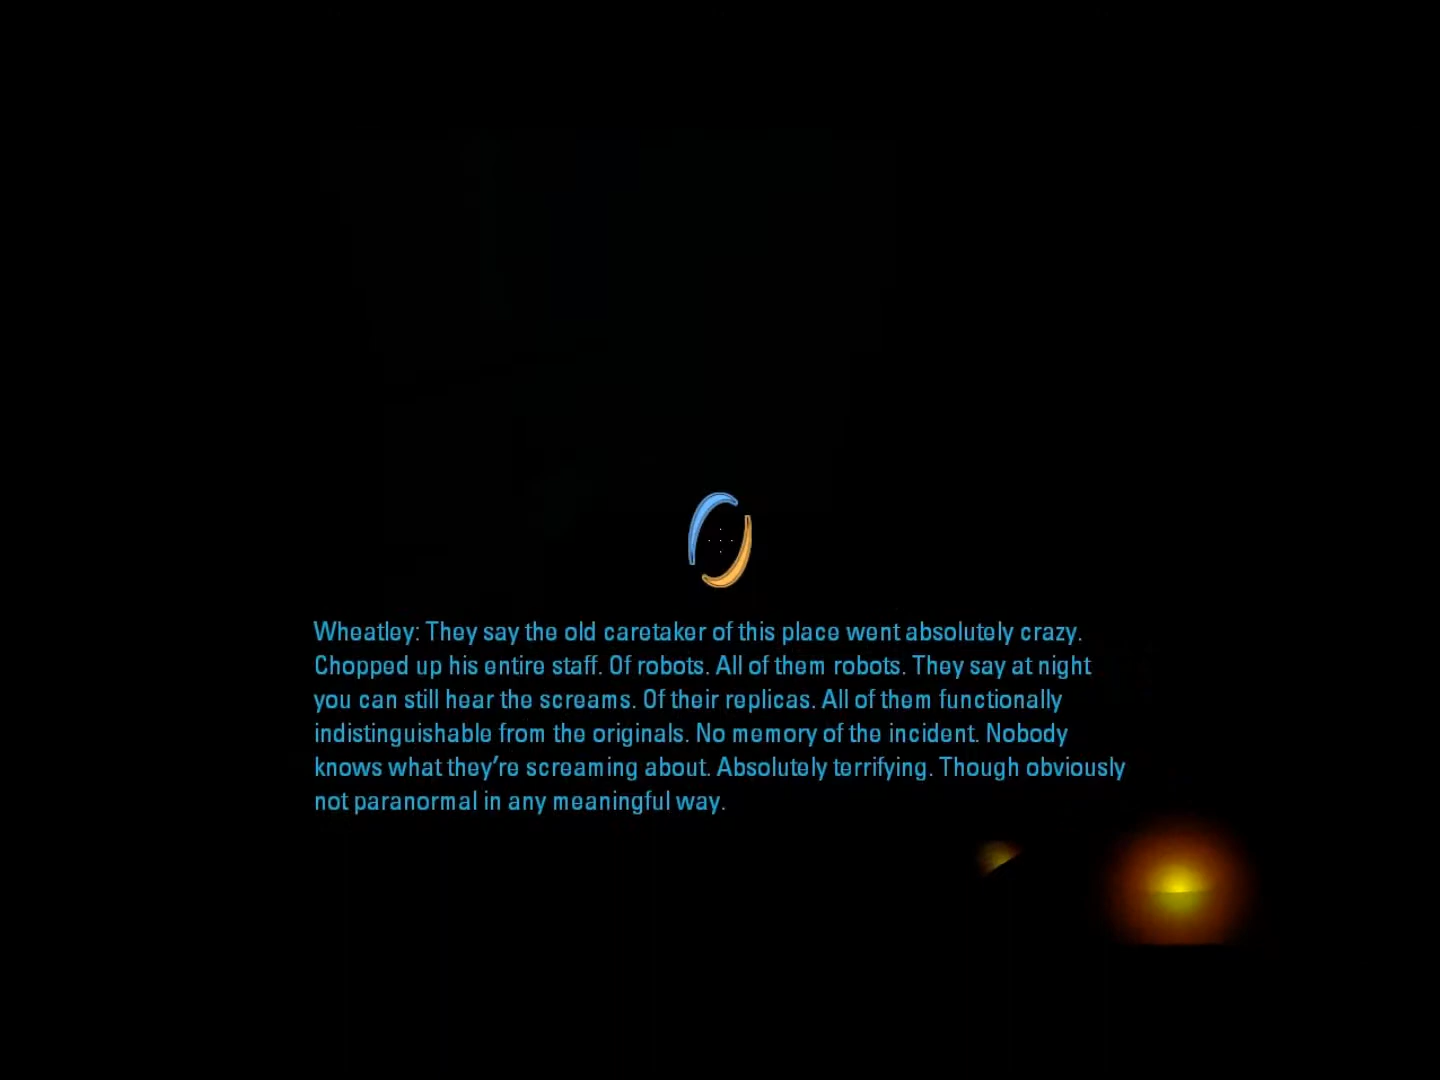 Wheatley: They say the old caretaker of this place went absolutely crazy.
Chopped up his entire staff. Of robots. All of them robots. They say at night
you can still hear the screams. Of their replicas. All of them functionally
indistinguishable from the originals. No memory of the incident. Nobody
knows what they're screaming about. Absolutely terrifying. Though obviously
not paranormal in any meaningful way.